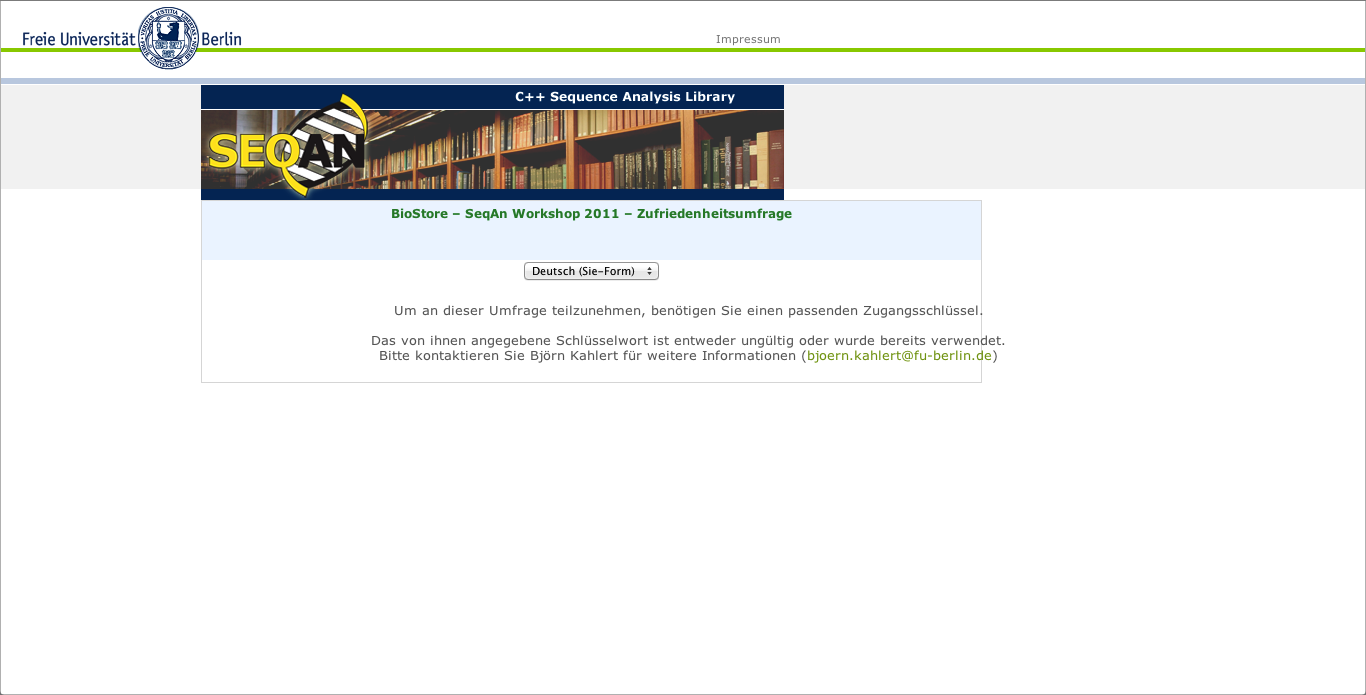 Freie Universität Berlin
Impressum
C++ Sequence Analysis Library
SEQAN
BioStore – SeqAn Workshop 2011 – Zufriedenheitsumfrage
Deutsch (Sie-Form)
Um an dieser Umfrage teilzunehmen, benötigen Sie einen passenden Zugangsschlüssel.
Das von ihnen angegebene Schlüsselwort ist entweder ungültig oder wurde bereits verwendet.
Bitte kontaktieren Sie Björn Kahlert für weitere Informationen (bjoern.kahlert@fu-berlin.de)